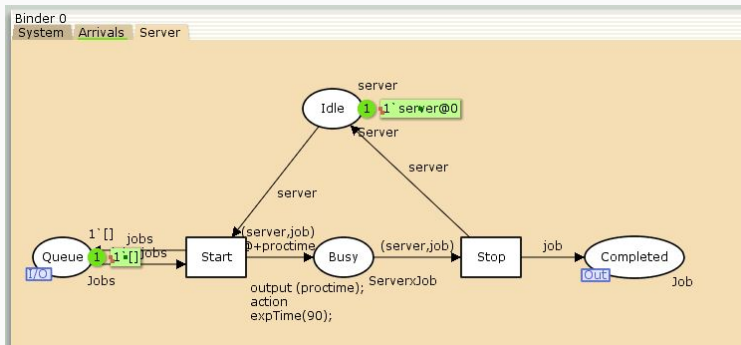 Binder 0
System Arrivals Server
server
Idle 1 1`server@0
Server
server
server
1`[] jobs
(server,job)
@+proctime
(server,job)
job
Queue 1 1`[] jobs
Start
Busy
Stop
Completed
I/O
Jobs
ServerxJob
Out
Job
output (proctime);
action
expTime(90);